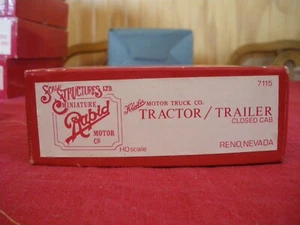 7115
Scale
STRUCTURES LTD.
MINIATURE
Rapid
MOTOR
CO
MOTOR TRUCK CO.
TRACTOR / TRAILER
CLOSED CAB
HO scale
RENO, NEVADA